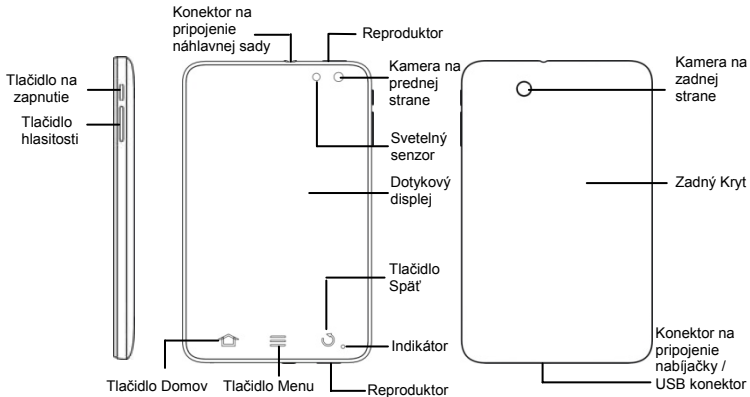 Konektor na
pripojenie
náhlavnej sady
Reproduktor
Kamera na
prednej
strane
Kamera na
zadnej
strane
Tlačidlo na
zapnutie
Tlačidlo
hlasitosti
Svetelný
senzor
Dotykový
displej
Zadný Kryt
Tlačidlo
Späť
Indikátor
Konektor na
pripojenie
nabíjačky /
USB konektor
Tlačidlo Domov
Tlačidlo Menu
Reproduktor